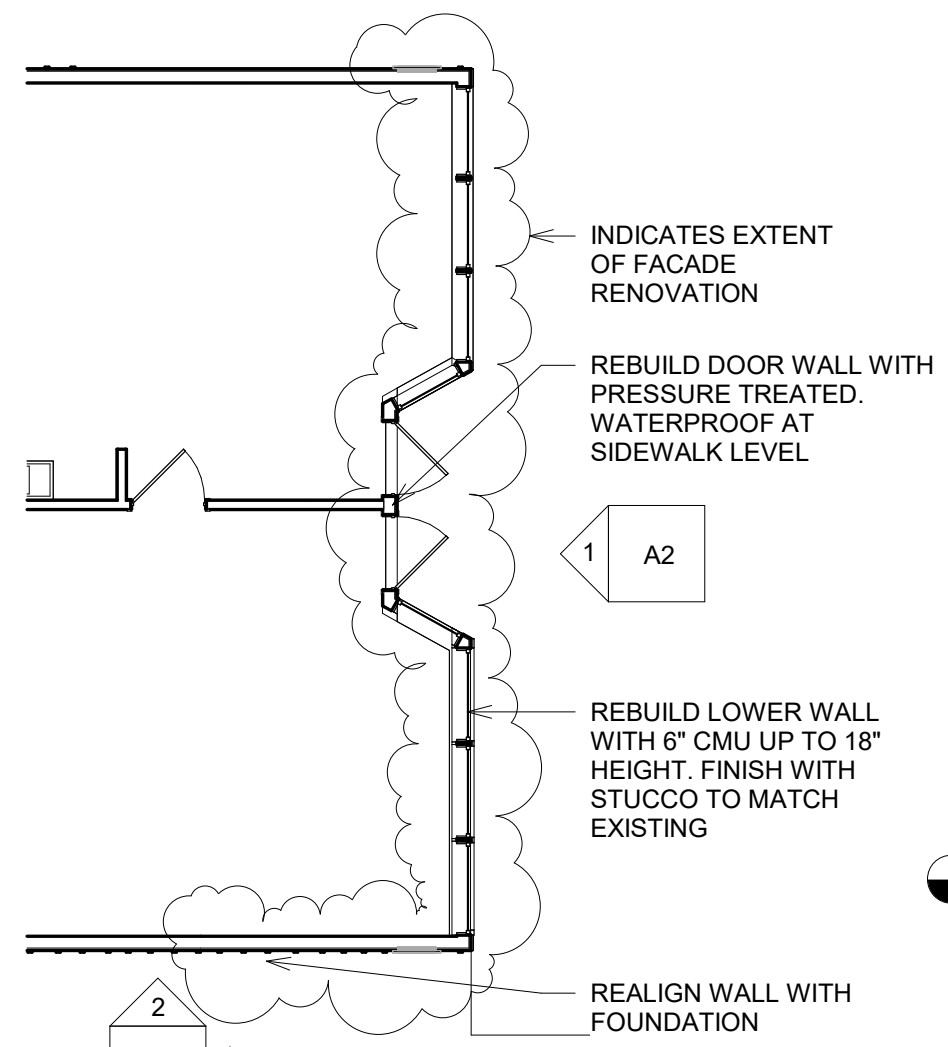 INDICATES EXTENT
OF FACADE
RENOVATION
REBUILD DOOR WALL WITH
PRESSURE TREATED.
WATERPROOF AT
SIDEWALK LEVEL
1
A2
REBUILD LOWER WALL
WITH 6" CMU UP TO 18"
HEIGHT. FINISH WITH
STUCCO TO MATCH
EXISTING
REALIGN WALL WITH
FOUNDATION
2